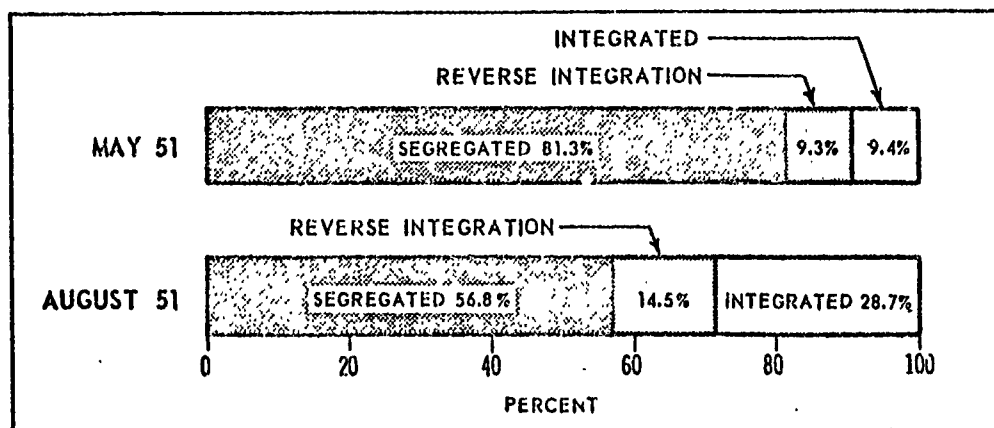 INTEGRATED
REVERSE INTEGRATION
MAY 51
SEGREGATED 81.3%
9.3%
9.4%
REVERSE INTEGRATION
AUGUST 51
SEGREGATED 56.8%
14.5%
INTEGRATED 28.7%
0 20 40 60 80 100
PERCENT